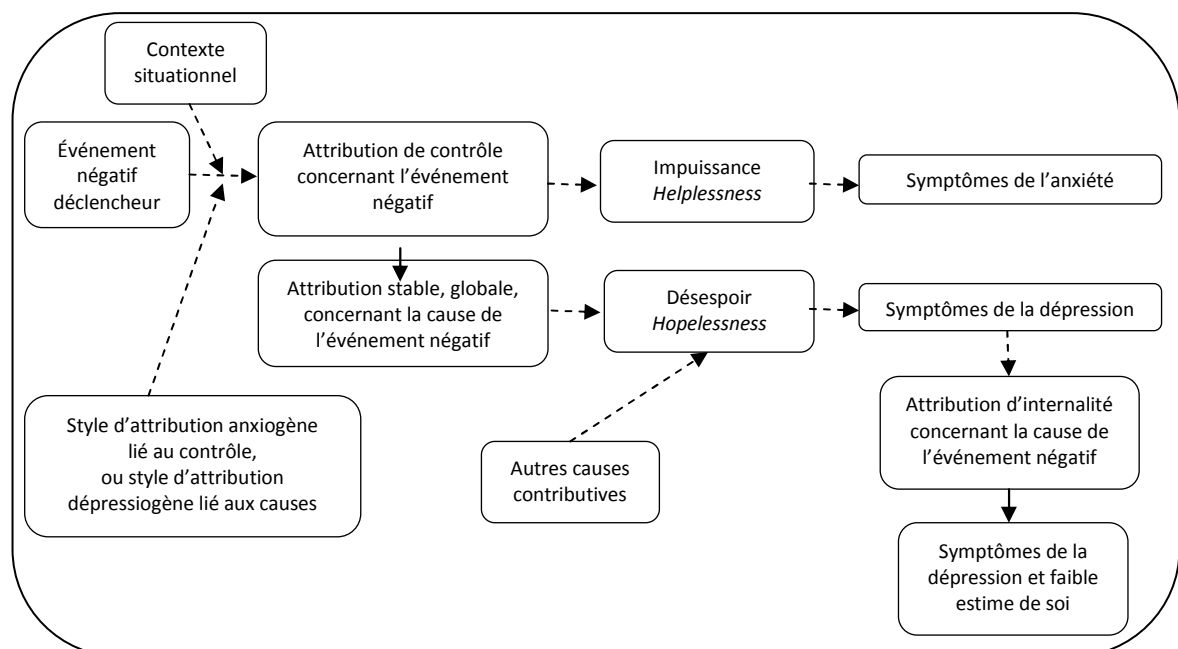 Contexte
situationnel
Événement
négatif
déclencheur
Attribution de contrôle
concernant l’événement
négatif
Impuissance
Helplessness
Symptômes de l’anxiété
Attribution stable, globale,
concernant la cause de
l’événement négatif
Désespoir
Hopelessness
Symptômes de la dépression
Style d’attribution anxiogène
lié au contrôle,
ou style d’attribution
dépressiogène lié aux causes
Autres causes
contributives
Attribution d’internalité
concernant la cause de
l’événement négatif
Symptômes de la
dépression et faible
estime de soi